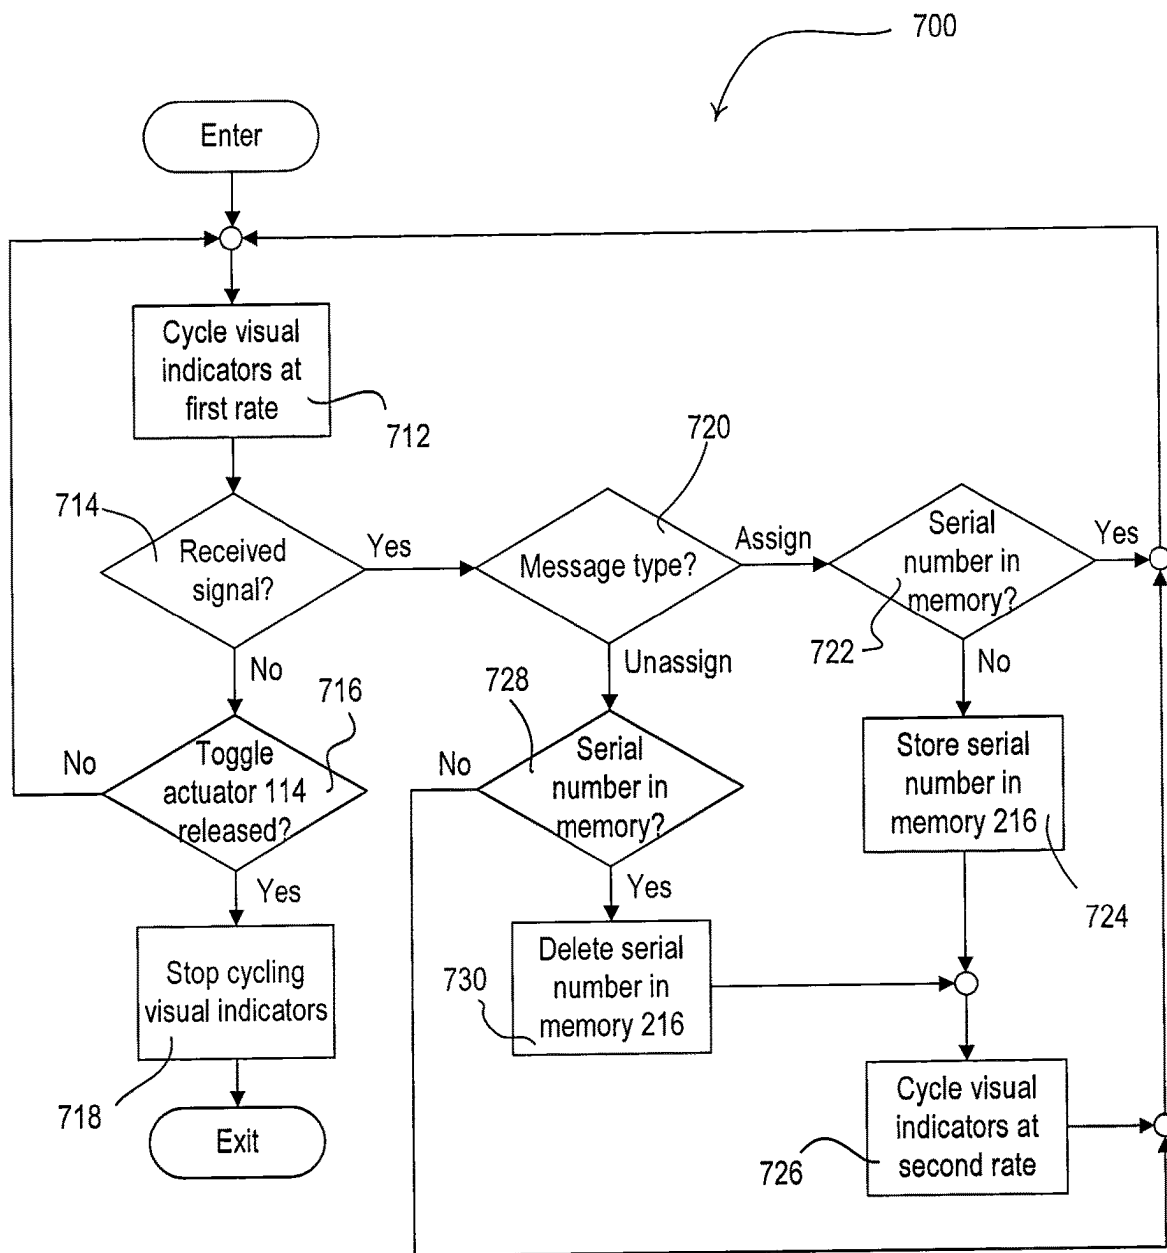 700
Enter
Cycle visual
indicators at
first rate
712
714
Received
signal?
Yes
No
720
Message type?
Assign
Unassign
Serial
number in
memory?
722
Yes
No
716
Toggle
actuator 114
released?
No
Yes
728
Serial
number in
memory?
No
Yes
Store serial
number in
memory 216
724
Stop cycling
visual indicators
718
Exit
Delete serial
number in
memory 216
730
Cycle visual
indicators at
second rate
726